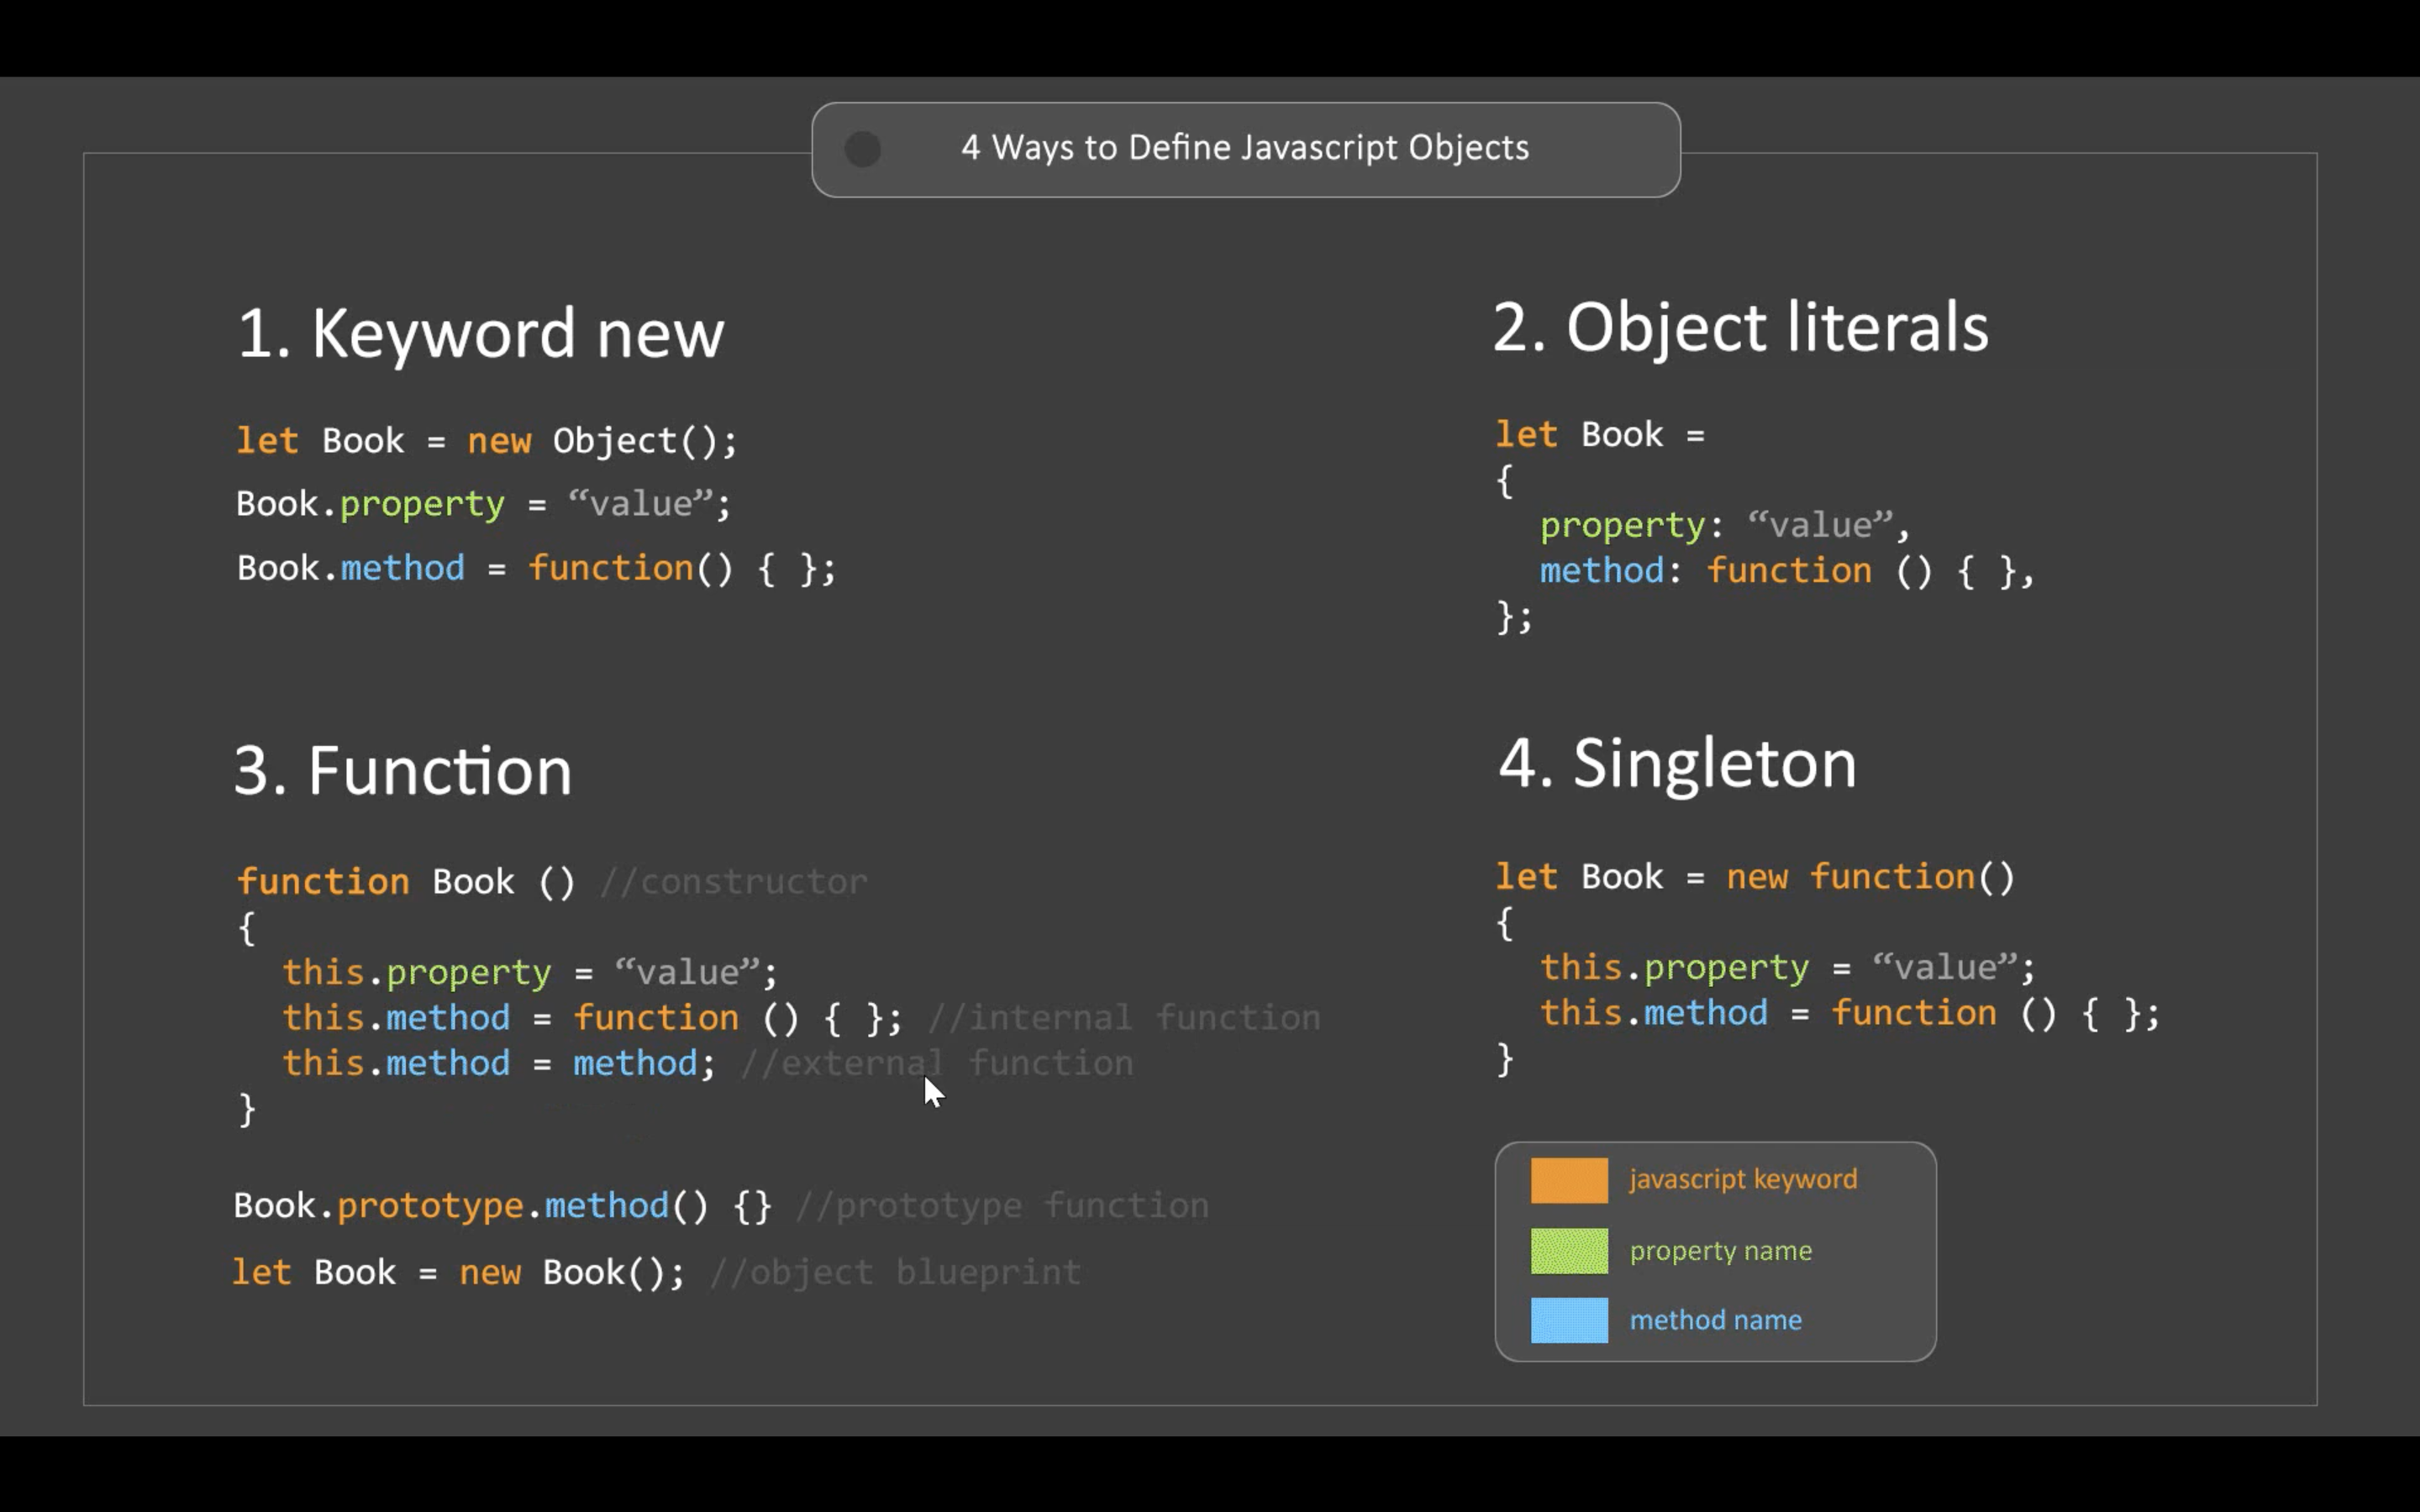 4 Ways to Define Javascript Objects
1. Keyword new
let Book = new Object();
Book.property = “value”;
Book.method = function() { };
2. Object literals
let Book =
{
property: “value”,
method: function () { },
};
3. Function
function Book () //constructor
{
this.property = “value”;
this.method = function () { }; //internal function
this.method = method; //external function
}
Book.prototype.method() {} //prototype function
let Book = new Book(); //object blueprint
4. Singleton
let Book = new function()
{
this.property = “value”;
this.method = function () { };
}
javascript keyword
property name
method name